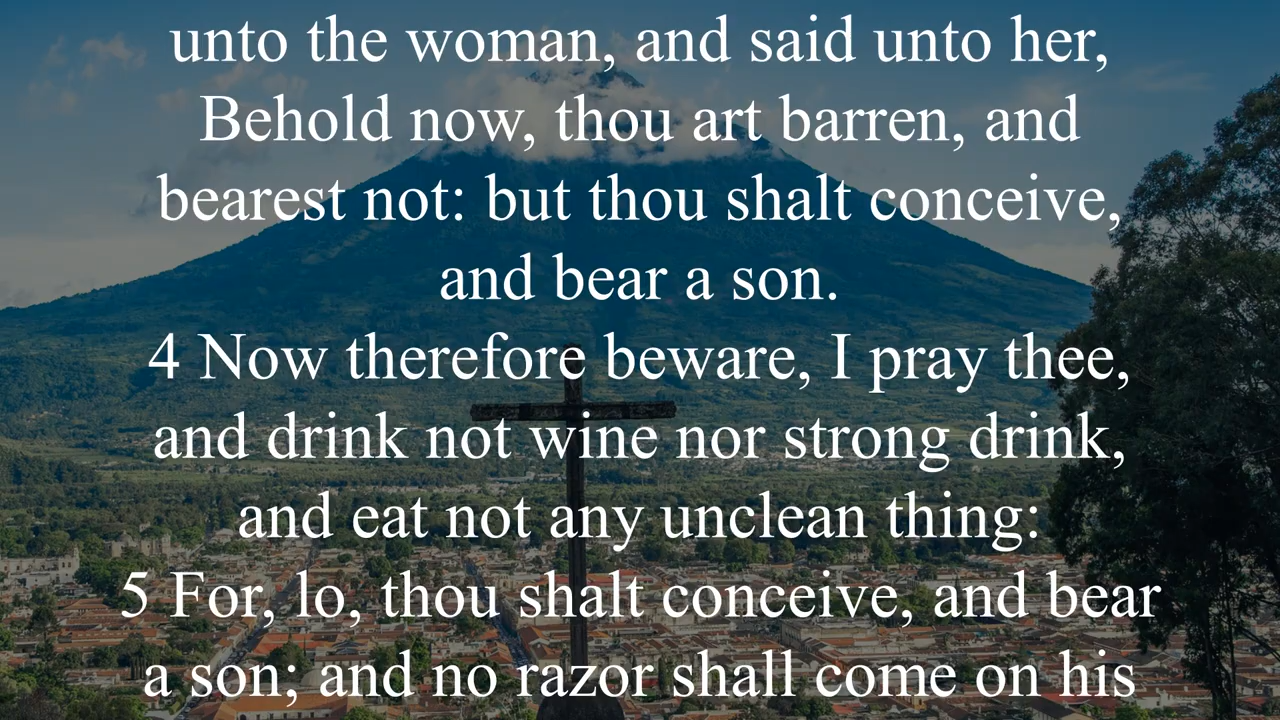 unto the woman, and said unto her,
Behold now, thou art barren, and
bearest not: but thou shalt conceive,
and bear a son.
4 Now therefore beware, I pray thee,
and drink not wine nor strong drink,
and eat not any unclean thing:
5 For, lo, thou shalt conceive, and bear
a son; and no razor shall come on his